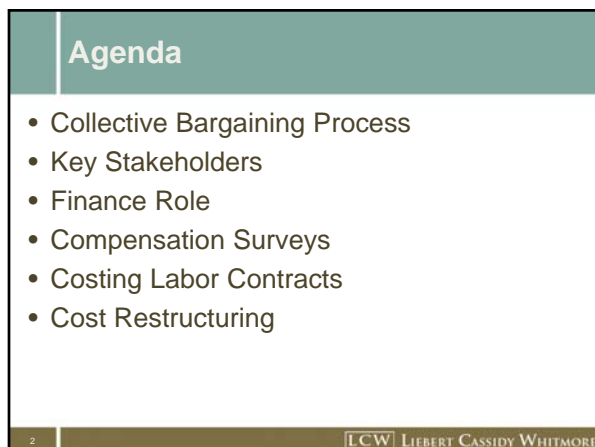 Agenda
• Collective Bargaining Process
• Key Stakeholders
• Finance Role
• Compensation Surveys
• Costing Labor Contracts
• Cost Restructuring
2
LCW LIEBERT CASSIDY WHITMORE